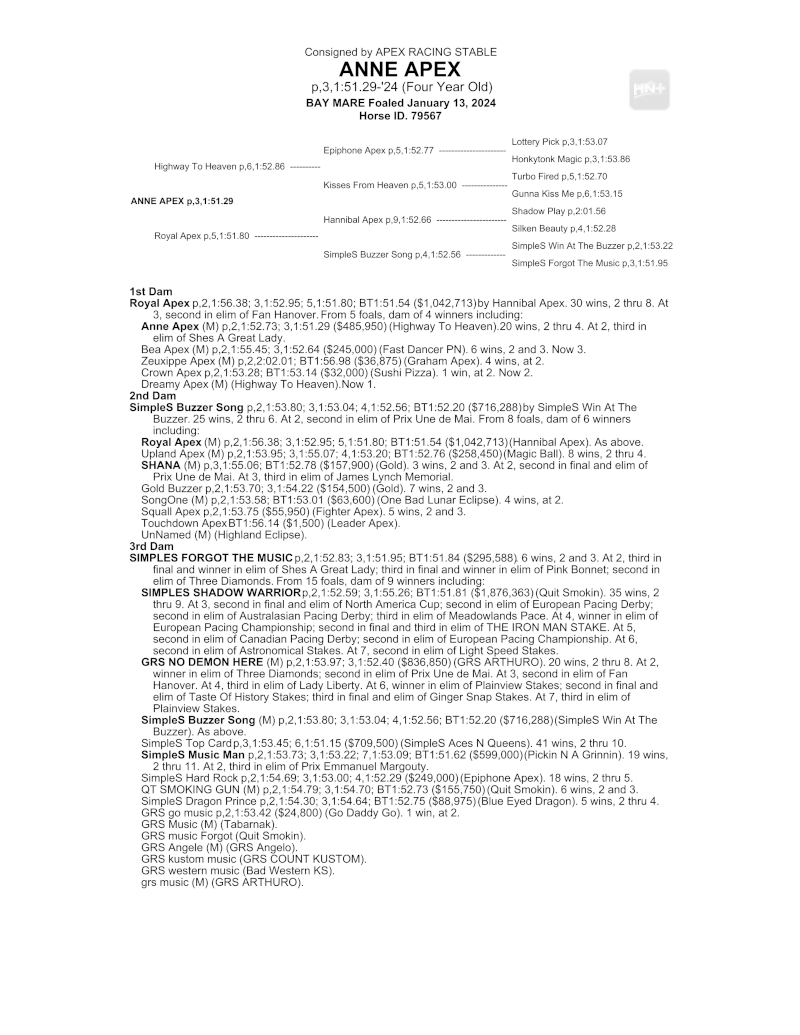 Consigned by APEX RACING STABLE
ANNE APEX
p,3,1:51.29-'24 (Four Year Old)
BAY MARE Foaled January 13, 2024
Horse ID. 79567
HN+
Lottery Pick p,3,1:53.07
Epiphone Apex p,5,1:52.77 ----------------------
Honkytonk Magic p,3,1:53.86
Highway To Heaven p,6,1:52.86 ----------
Turbo Fired p,5,1:52.70
Kisses From Heaven p,5,1:53.00 ---------------
Gunna Kiss Me p,6,1:53.15
ANNE APEX p,3,1:51.29
Shadow Play p,2:01.56
Hannibal Apex p,9,1:52.66 -----------------------
Silken Beauty p,4,1:52.28
Royal Apex p,5,1:51.80 ---------------------
SimpleS Win At The Buzzer p,2,1:53.22
SimpleS Buzzer Song p,4,1:52.56 -------------
SimpleS Forgot The Music p,3,1:51.95
1st Dam
Royal Apex p,2,1:56.38; 3,1:52.95; 5,1:51.80; BT1:51.54 ($1,042,713)by Hannibal Apex. 30 wins, 2 thru 8. At
3, second in elim of Fan Hanover.From 5 foals, dam of 4 winners including:
Anne Apex (M) p,2,1:52.73; 3,1:51.29 ($485,950)(Highway To Heaven).20 wins, 2 thru 4. At 2, third in
elim of Shes A Great Lady.
Bea Apex (M) p,2,1:55.45; 3,1:52.64 ($245,000)(Fast Dancer PN). 6 wins, 2 and 3. Now 3.
Zeuxippe Apex (M) p,2,2:02.01; BT1:56.98 ($36,875)(Graham Apex). 4 wins, at 2.
Crown Apex p,2,1:53.28; BT1:53.14 ($32,000)(Sushi Pizza). 1 win, at 2. Now 2.
Dreamy Apex (M) (Highway To Heaven).Now 1.
2nd Dam
SimpleS Buzzer Song p,2,1:53.80; 3,1:53.04; 4,1:52.56; BT1:52.20 ($716,288)by SimpleS Win At The
Buzzer. 25 wins, 2 thru 6. At 2, second in elim of Prix Une de Mai. From 8 foals, dam of 6 winners
including:
Royal Apex (M) p,2,1:56.38; 3,1:52.95; 5,1:51.80; BT1:51.54 ($1,042,713)(Hannibal Apex). As above.
Upland Apex (M) p,2,1:53.95; 3,1:55.07; 4,1:53.20; BT1:52.76 ($258,450)(Magic Ball). 8 wins, 2 thru 4.
SHANA (M) p,3,1:55.06; BT1:52.78 ($157,900)(Gold). 3 wins, 2 and 3. At 2, second in final and elim of
Prix Une de Mai. At 3, third in elim of James Lynch Memorial.
Gold Buzzer p,2,1:53.70; 3,1:54.22 ($154,500)(Gold). 7 wins, 2 and 3.
SongOne (M) p,2,1:53.58; BT1:53.01 ($63,600)(One Bad Lunar Eclipse). 4 wins, at 2.
Squall Apex p,2,1:53.75 ($55,950)(Fighter Apex). 5 wins, 2 and 3.
Touchdown ApexBT1:56.14 ($1,500)(Leader Apex).
UnNamed (M) (Highland Eclipse).
3rd Dam
SIMPLES FORGOT THE MUSIC p,2,1:52.83; 3,1:51.95; BT1:51.84 ($295,588). 6 wins, 2 and 3. At 2, third in
final and winner in elim of Shes A Great Lady; third in final and winner in elim of Pink Bonnet; second in
elim of Three Diamonds. From 15 foals, dam of 9 winners including:
SIMPLES SHADOW WARRIORp,2,1:52.59; 3,1:55.26; BT1:51.81 ($1,876,363)(Quit Smokin). 35 wins, 2
thru 9. At 3, second in final and elim of North America Cup; second in elim of European Pacing Derby;
second in elim of Australasian Pacing Derby; third in elim of Meadowlands Pace. At 4, winner in elim of
European Pacing Championship; second in final and third in elim of THE IRON MAN STAKE. At 5,
second in elim of Canadian Pacing Derby; second in elim of European Pacing Championship. At 6,
second in elim of Astronomical Stakes. At 7, second in elim of Light Speed Stakes.
GRS NO DEMON HERE (M) p,2,1:53.97; 3,1:52.40 ($836,850)(GRS ARTHURO). 20 wins, 2 thru 8. At 2,
winner in elim of Three Diamonds; second in elim of Prix Une de Mai. At 3, second in elim of Fan
Hanover. At 4, third in elim of Lady Liberty. At 6, winner in elim of Plainview Stakes; second in final and
elim of Taste Of History Stakes; third in final and elim of Ginger Snap Stakes. At 7, third in elim of
Plainview Stakes.
SimpleS Buzzer Song (M) p,2,1:53.80; 3,1:53.04; 4,1:52.56; BT1:52.20 ($716,288)(SimpleS Win At The
Buzzer). As above.
SimpleS Top Cardp,3,1:53.45; 6,1:51.15 ($709,500)(SimpleS Aces N Queens). 41 wins, 2 thru 10.
SimpleS Music Man p,2,1:53.73; 3,1:53.22; 7,1:53.09; BT1:51.62 ($599,000)(Pickin N A Grinnin). 19 wins,
2 thru 11. At 2, third in elim of Prix Emmanuel Margouty.
SimpleS Hard Rock p,2,1:54.69; 3,1:53.00; 4,1:52.29 ($249,000)(Epiphone Apex). 18 wins, 2 thru 5.
QT SMOKING GUN (M) p,2,1:54.79; 3,1:54.70; BT1:52.73 ($155,750)(Quit Smokin). 6 wins, 2 and 3.
SimpleS Dragon Prince p,2,1:54.30; 3,1:54.64; BT1:52.75 ($88,975)(Blue Eyed Dragon). 5 wins, 2 thru 4.
GRS go music p,2,1:53.42 ($24,800) (Go Daddy Go). 1 win, at 2.
GRS Music (M) (Tabarnak).
GRS music Forgot (Quit Smokin).
GRS Angele (M) (GRS Angelo).
GRS kustom music (GRS COUNT KUSTOM).
GRS western music (Bad Western KS).
grs music (M) (GRS ARTHURO).